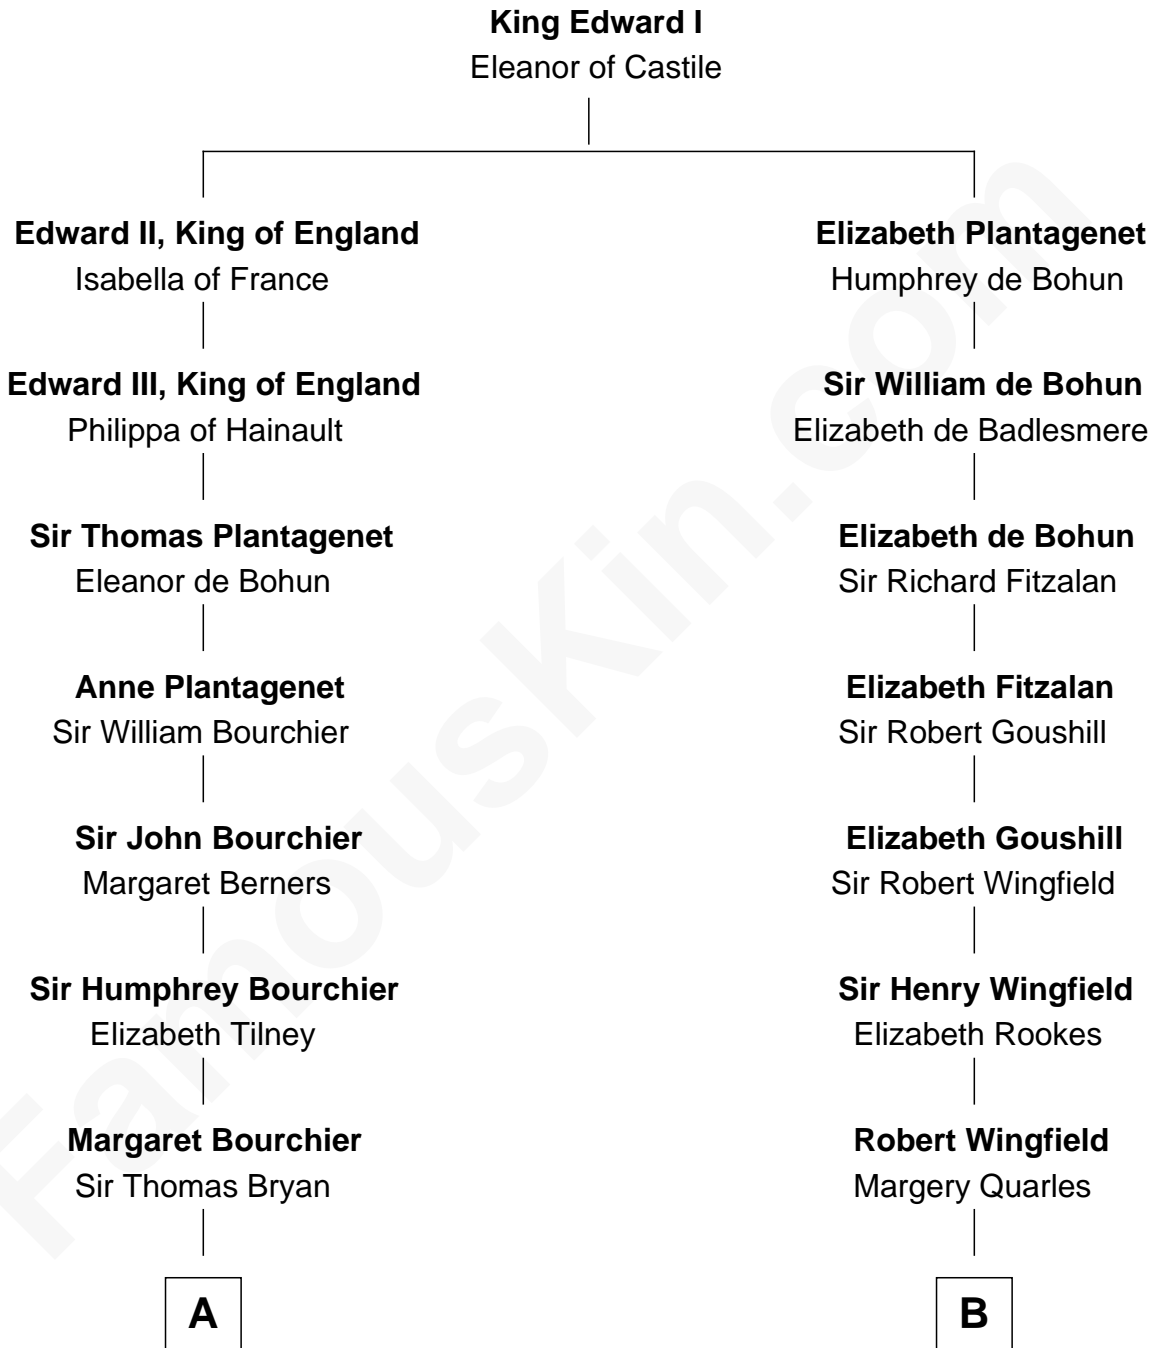 King Edward I
Eleanor of Castile
Edward II, King of England
Isabella of France
Edward III, King of England
Philippa of Hainault
Sir Thomas Plantagenet
Eleanor de Bohun
Anne Plantagenet
Sir William Bourchier
Sir John Bourchier
Margaret Berners
Sir Humphrey Bourchier
Elizabeth Tilney
Margaret Bourchier
Sir Thomas Bryan
A
Elizabeth Plantagenet
Humphrey de Bohun
Sir William de Bohun
Elizabeth de Badlesmere
Elizabeth de Bohun
Sir Richard Fitzalan
Elizabeth Fitzalan
Sir Robert Goushill
Elizabeth Goushill
Sir Robert Wingfield
Sir Henry Wingfield
Elizabeth Rookes
Robert Wingfield
Margery Quarles
B
FamousKin.com